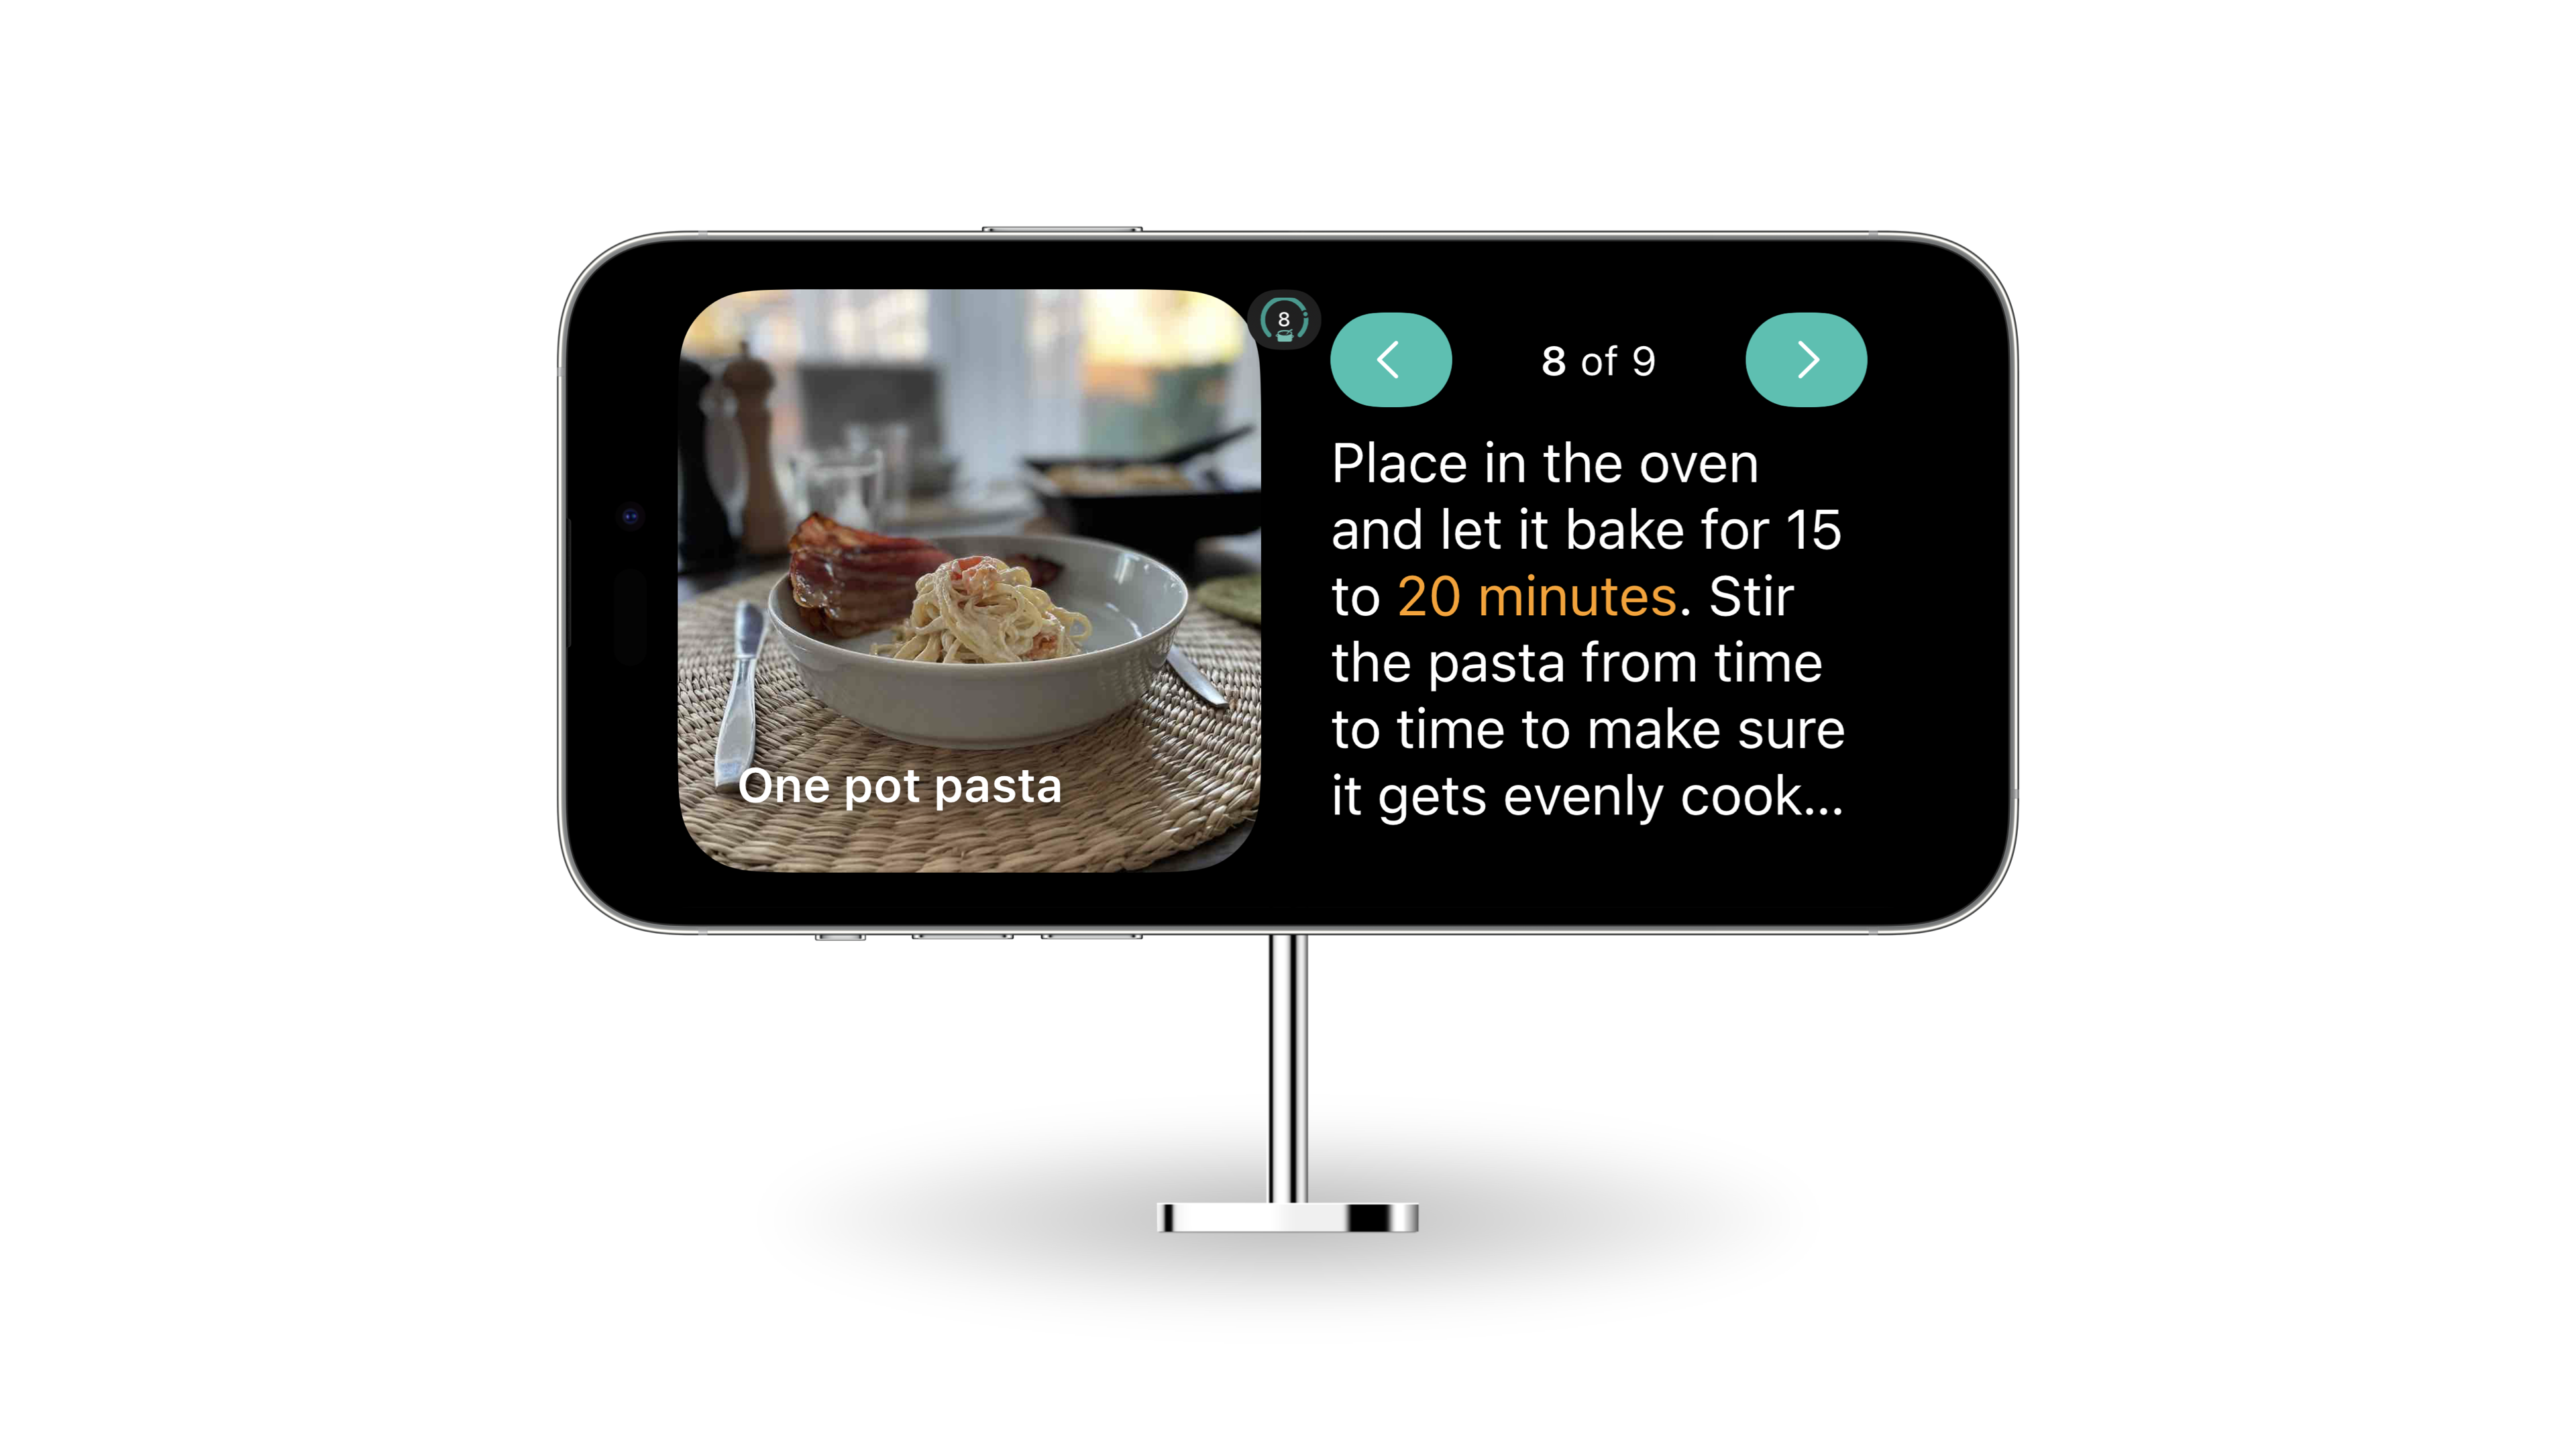 One pot pasta
8
8 of 9
Place in the oven
and let it bake for 15
to 20 minutes. Stir
the pasta from time
to time to make sure
it gets evenly cook...